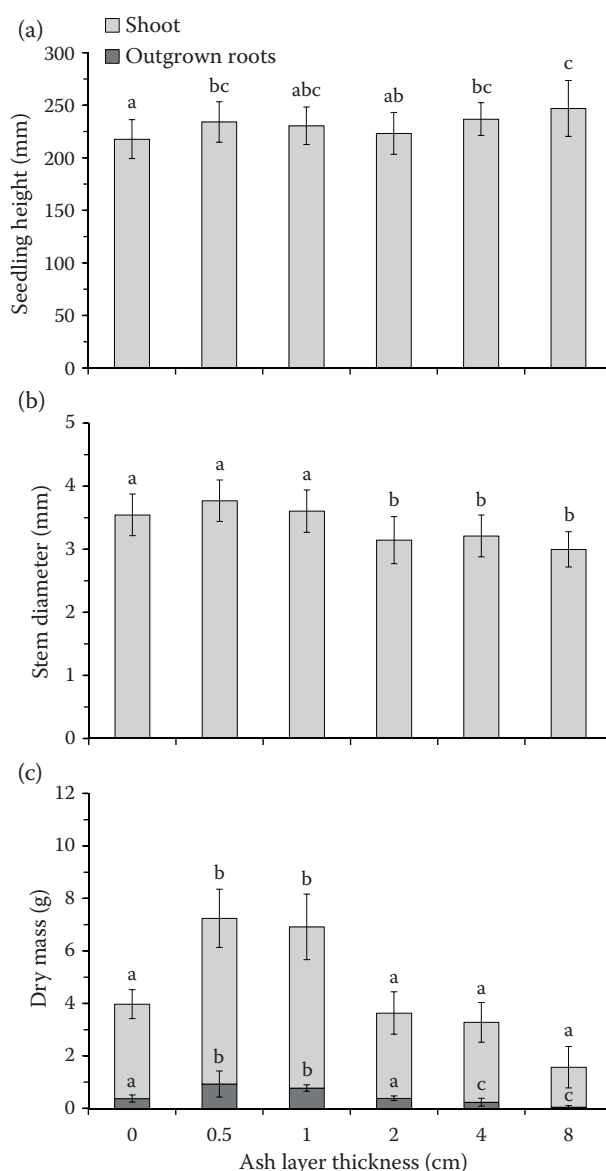 (a)
Shoot
Outgrown roots
Seedling height (mm)
300
250
200
150
100
50
0
a bc abc ab bc c
(b)
Stem diameter (mm)
5
4
3
2
1
0
a a a b b b
(c)
Dry mass (g)
12
10
8
6
4
2
0
a b b a a a
a b b a c c
0 0.5 1 2 4 8
Ash layer thickness (cm)